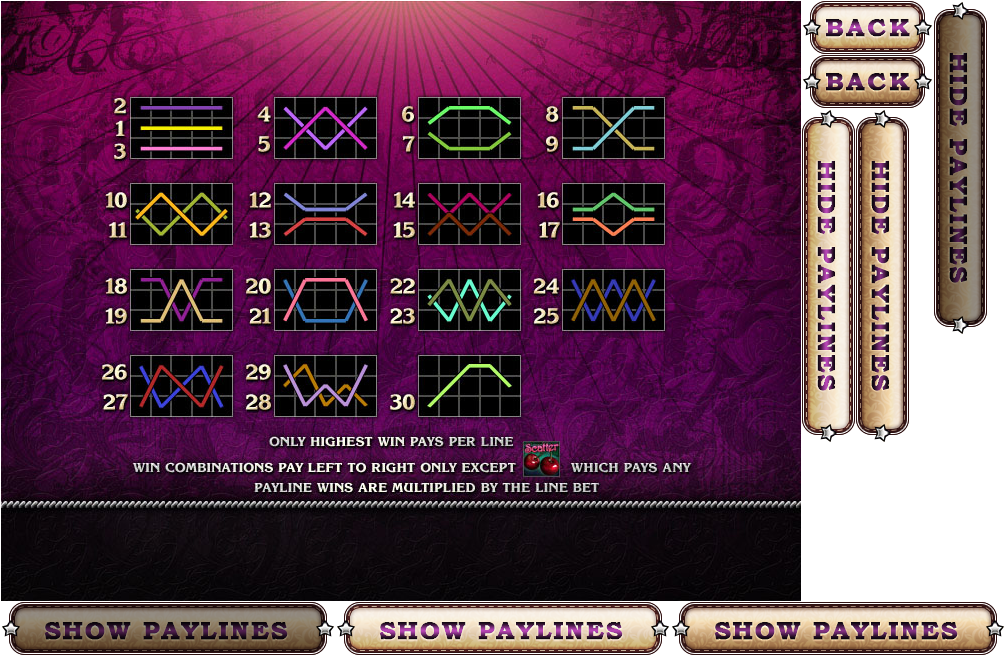 BACK
BACK
HIDE PAYLINES
HIDE PAYLINES
HIDE PAYLINES
2
1
3
4
5
6
7
8
9
10
11
12
13
14
15
16
17
18
19
20
21
22
23
24
25
26
27
29
28
30
ONLY HIGHEST WIN PAYS PER LINE
WIN COMBINATIONS PAY LEFT TO RIGHT ONLY EXCEPT Scatter WHICH PAYS ANY
PAYLINE WINS ARE MULTIPLIED BY THE LINE BET
SHOW PAYLINES
SHOW PAYLINES
SHOW PAYLINES